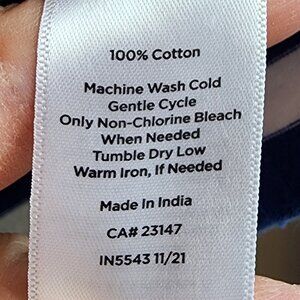 100% Cotton
Machine Wash Cold
Gentle Cycle
Only Non-Chlorine Bleach
When Needed
Tumble Dry Low
Warm Iron, If Needed
Made In India
CA# 23147
IN5543 11/21